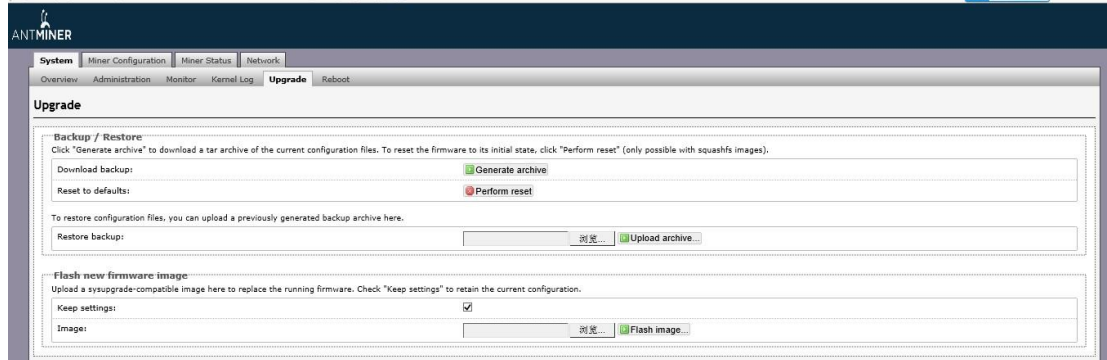 ANTMINER
System Miner Configuration Miner Status Network
Overview Administration Monitor Kernel Log Upgrade Reboot
Upgrade
Backup / Restore
Click "Generate archive" to download a tar archive of the current configuration files. To reset the firmware to its initial state, click "Perform reset" (only possible with squashfs images).
Download backup: Generate archive
Reset to defaults: Perform reset
To restore configuration files, you can upload a previously generated backup archive here.
Restore backup: 浏览... Upload archive...
Flash new firmware image
Upload a sysupgrade-compatible image here to replace the running firmware. Check "Keep settings" to retain the current configuration.
Keep settings:
Image: 浏览... Flash image...